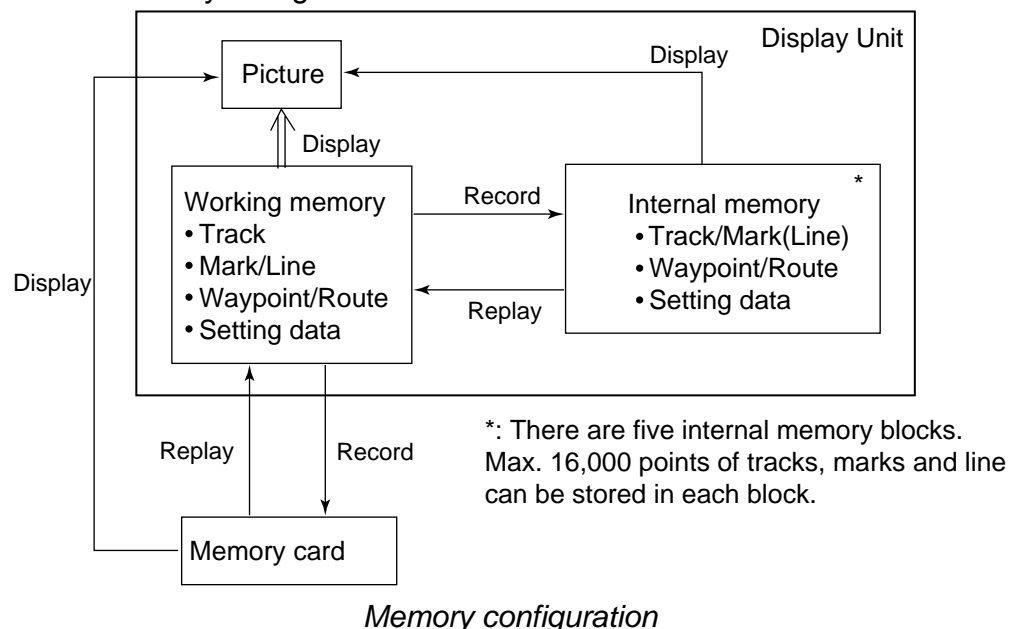 Display Unit
Display
Picture
Display
Working memory
• Track
• Mark/Line
• Waypoint/Route
• Setting data
Record
Replay
*
Internal memory
• Track/Mark(Line)
• Waypoint/Route
• Setting data
Display
Replay
Record
*: There are five internal memory blocks.
Max. 16,000 points of tracks, marks and line
can be stored in each block.
Memory card
Memory configuration